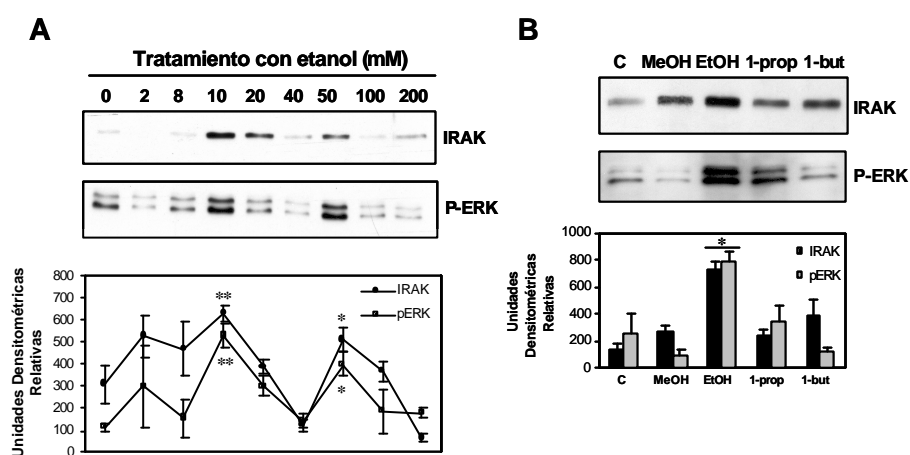 A
Tratamiento con etanol (mM)
0 2 8 10 20 40 50 100 200
IRAK
P-ERK
Unidades Densitométricas
Relativas
800
700
600
500
400
300
200
100
0
IRAK
pERK
**
**
*
*
B
C MeOH EtOH 1-prop 1-but
IRAK
P-ERK
Unidades
Densitométricas
Relativas
1000
800
600
400
200
0
*
IRAK
pERK
C MeOH EtOH 1-prop 1-but